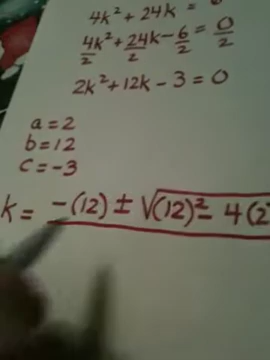 4k² + 24k = 6
4k²/2 + 24k/2 - 6/2 = 0/2
2k² + 12k - 3 = 0
a = 2
b = 12
c = -3
k = -(12) ± √(12)² - 4(2